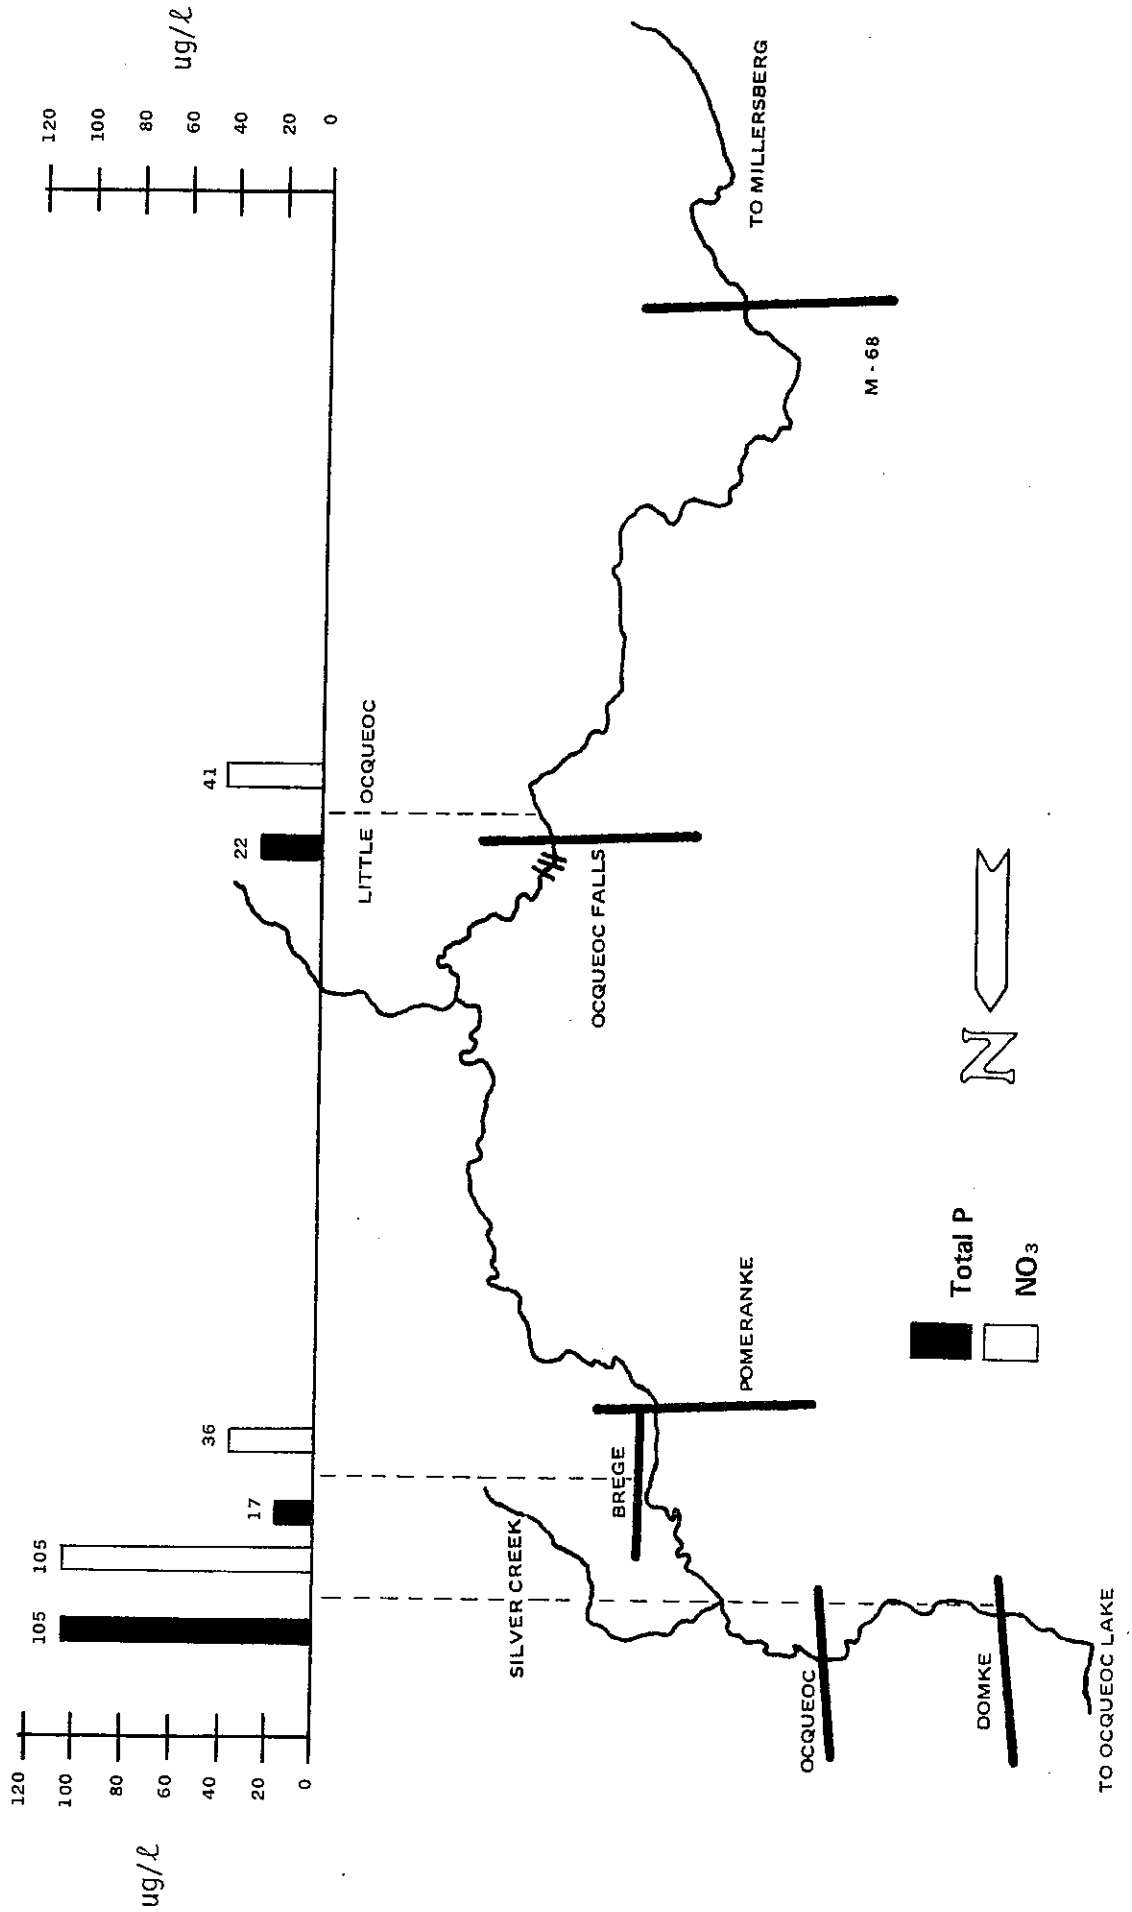 ug/ℓ
120
100
80
60
40
20
0
105
105
17
36
22
41
120
100
80
60
40
20
0
ug/ℓ
LITTLE OCQUEOC
SILVER CREEK
BREGE
POMERANKE
OCQUEOC FALLS
TO MILLERSBERG
M - 68
OCQUEOC
DOMKE
TO OCQUEOC LAKE
Total P
NO₃
N